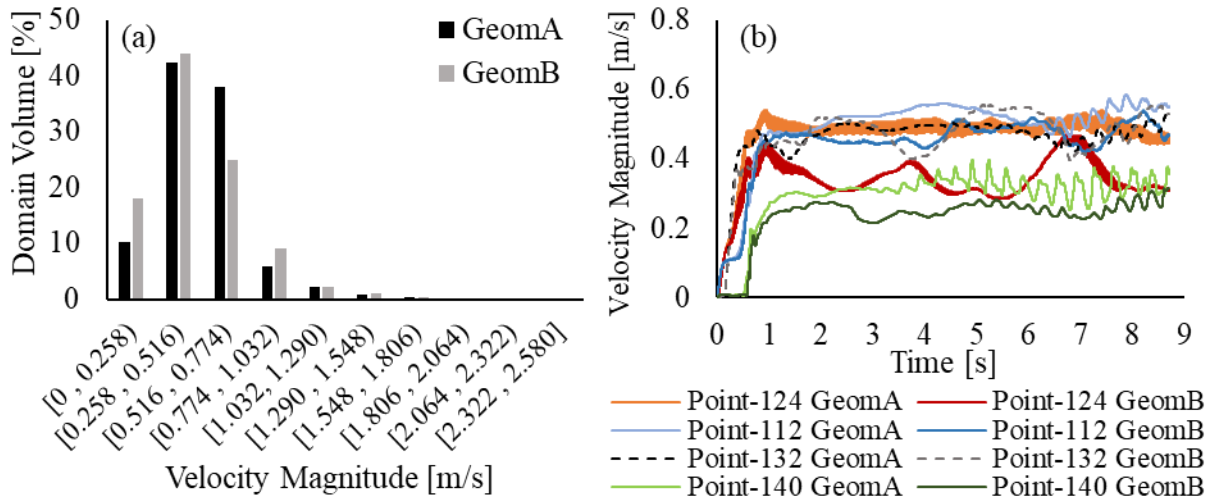 (a)
GeomA
GeomB
Domain Volume [%]
50
40
30
20
10
0
[0 , 0.258)
[0.258 , 0.516)
[0.516 , 0.774)
[0.774 , 1.032)
[1.032 , 1.290)
[1.290 , 1.548)
[1.548 , 1.806)
[1.806 , 2.064)
[2.064 , 2.322)
[2.322 , 2.580]
Velocity Magnitude [m/s]
(b)
Velocity Magnitude [m/s]
0.8
0.6
0.4
0.2
0
0 1 2 3 4 5 6 7 8 9
Time [s]
Point-124 GeomA Point-124 GeomB
Point-112 GeomA Point-112 GeomB
Point-132 GeomA Point-132 GeomB
Point-140 GeomA Point-140 GeomB